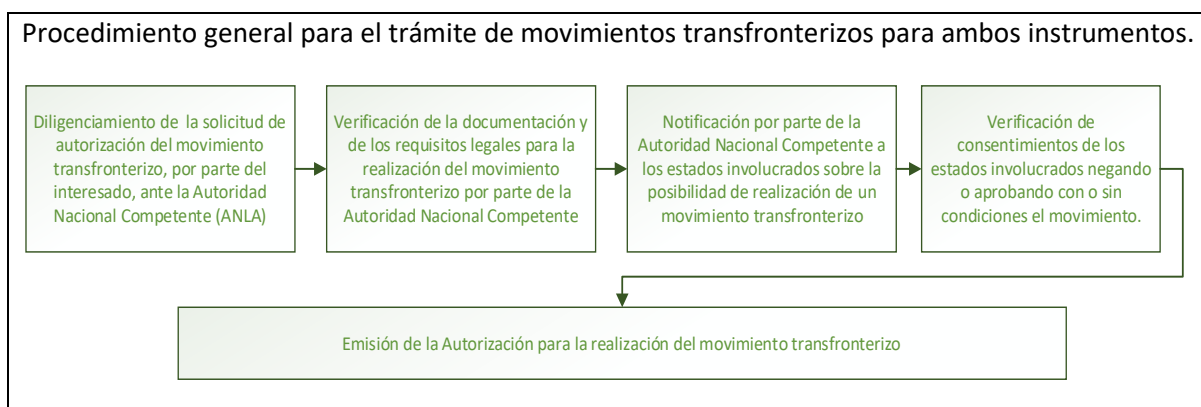 Procedimiento general para el trámite de movimientos transfronterizos para ambos instrumentos.
Diligenciamiento de la solicitud de
autorización del movimiento
transfronterizo, por parte del
interesado, ante la Autoridad
Nacional Competente (ANLA)
Verificación de la documentación y
de los requisitos legales para la
realización del movimiento
transfronterizo por parte de la
Autoridad Nacional Competente
Notificación por parte de la
Autoridad Nacional Competente a
los estados involucrados sobre la
posibilidad de realización de un
movimiento transfronterizo
Verificación de
consentimientos de los
estados involucrados negando
o aprobando con o sin
condiciones el movimiento.
Emisión de la Autorización para la realización del movimiento transfronterizo